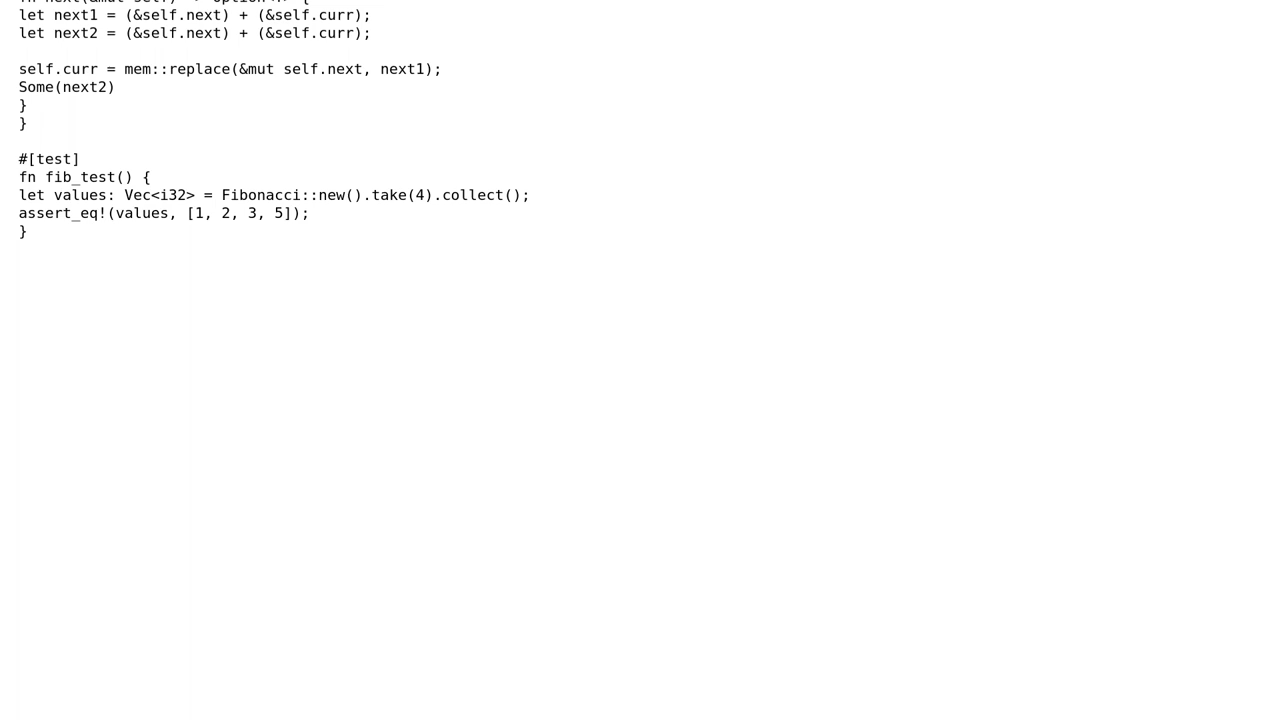 let next1 = (&self.next) + (&self.curr);
let next2 = (&self.next) + (&self.curr);

self.curr = mem::replace(&mut self.next, next1);
Some(next2)
}
}

#[test]
fn fib_test() {
let values: Vec<i32> = Fibonacci::new().take(4).collect();
assert_eq!(values, [1, 2, 3, 5]);
}